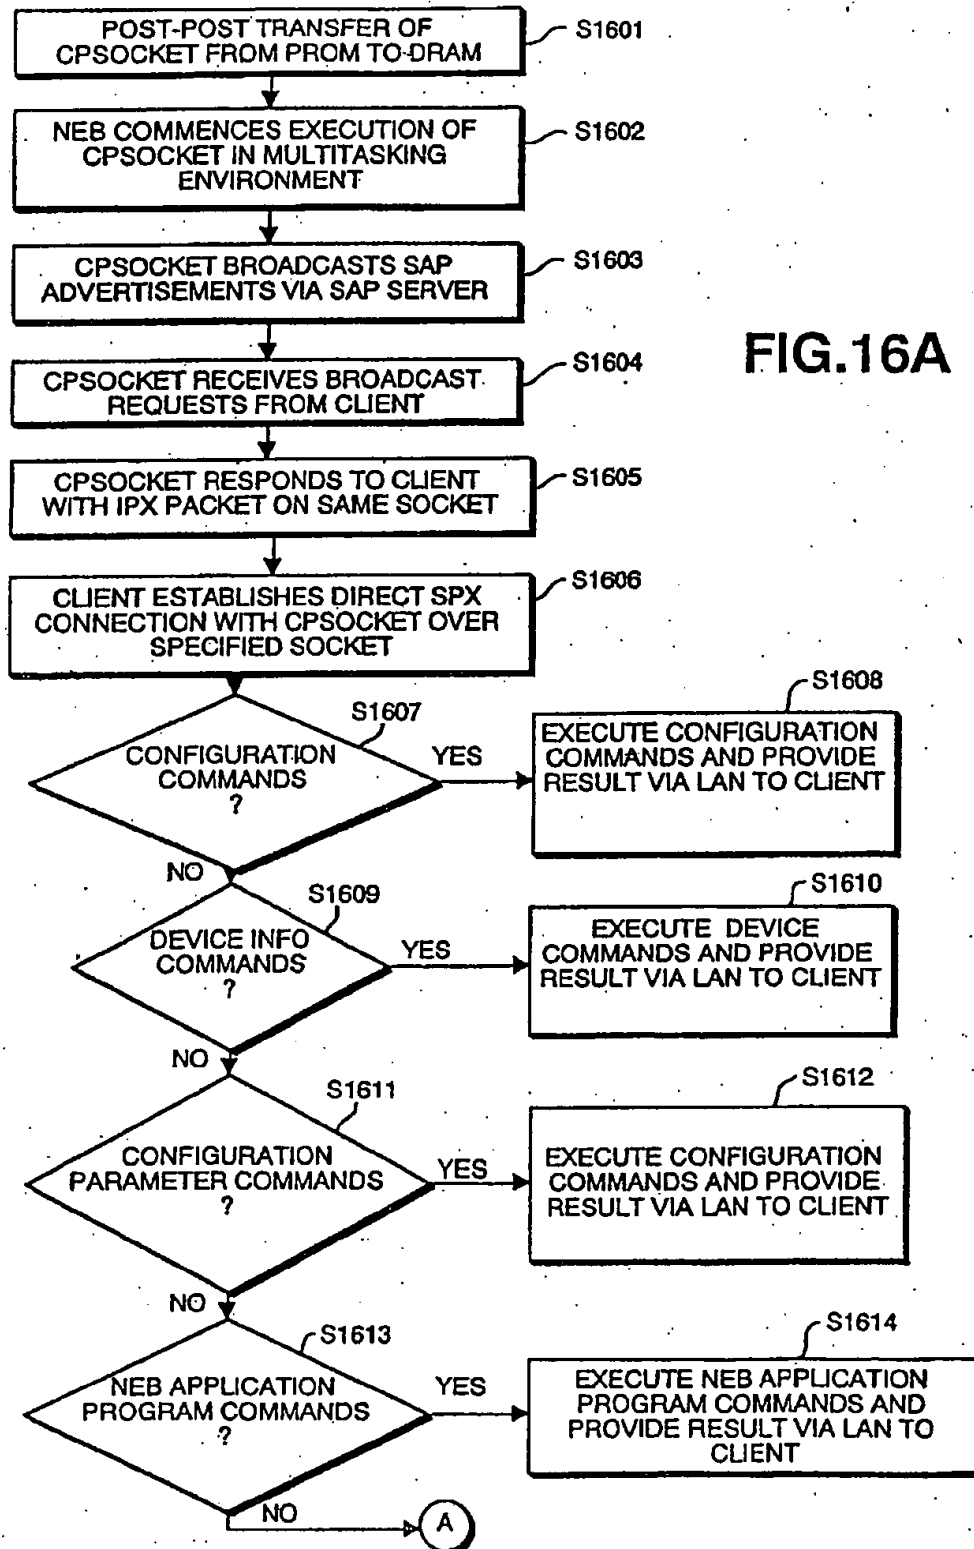 POST-POST TRANSFER OF
CPSOCKET FROM PROM TO DRAM
S1601
NEB COMMENCES EXECUTION OF
CPSOCKET IN MULTITASKING
ENVIRONMENT
S1602
CPSOCKET BROADCASTS SAP
ADVERTISEMENTS VIA SAP SERVER
S1603
FIG.16A
CPSOCKET RECEIVES BROADCAST
REQUESTS FROM CLIENT
S1604
CPSOCKET RESPONDS TO CLIENT
WITH IPX PACKET ON SAME SOCKET
S1605
CLIENT ESTABLISHES DIRECT SPX
CONNECTION WITH CPSOCKET OVER
SPECIFIED SOCKET
S1606
S1607
CONFIGURATION
COMMANDS
?
YES
NO
S1608
EXECUTE CONFIGURATION
COMMANDS AND PROVIDE
RESULT VIA LAN TO CLIENT
S1609
DEVICE INFO
COMMANDS
?
YES
NO
S1610
EXECUTE DEVICE
COMMANDS AND PROVIDE
RESULT VIA LAN TO CLIENT
S1611
CONFIGURATION
PARAMETER COMMANDS
?
YES
NO
S1612
EXECUTE CONFIGURATION
COMMANDS AND PROVIDE
RESULT VIA LAN TO CLIENT
S1613
NEB APPLICATION
PROGRAM COMMANDS
?
YES
NO
S1614
EXECUTE NEB APPLICATION
PROGRAM COMMANDS AND
PROVIDE RESULT VIA LAN TO
CLIENT
A